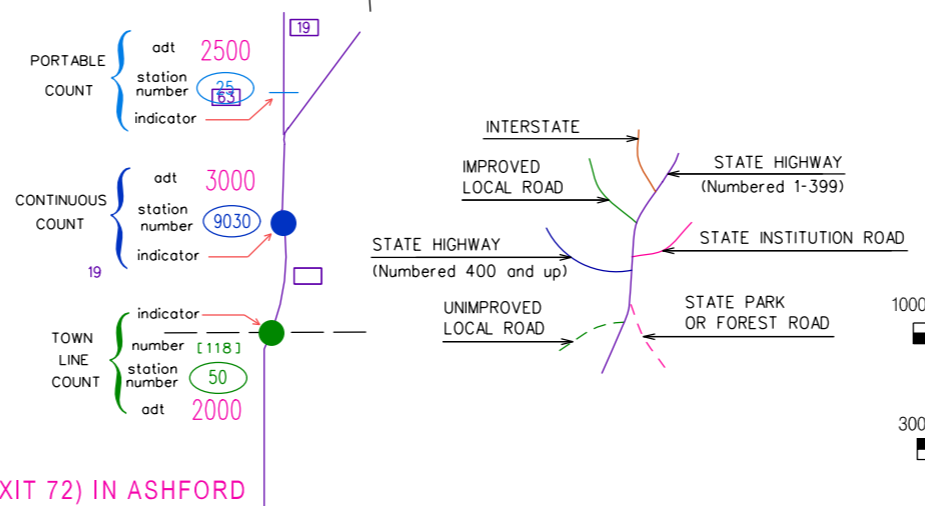 19
PORTABLE
COUNT
adt 2500
station
number 25
63
indicator
CONTINUOUS
COUNT
adt 3000
station
number 9030
indicator
19
TOWN
LINE
COUNT
indicator
number [118]
station
number 50
adt 2000
XIT 72) IN ASHFORD
INTERSTATE
IMPROVED
LOCAL ROAD
STATE HIGHWAY
(Numbered 1-399)
STATE HIGHWAY
(Numbered 400 and up)
STATE INSTITUTION ROAD
UNIMPROVED
LOCAL ROAD
STATE PARK
OR FOREST ROAD
1000
300